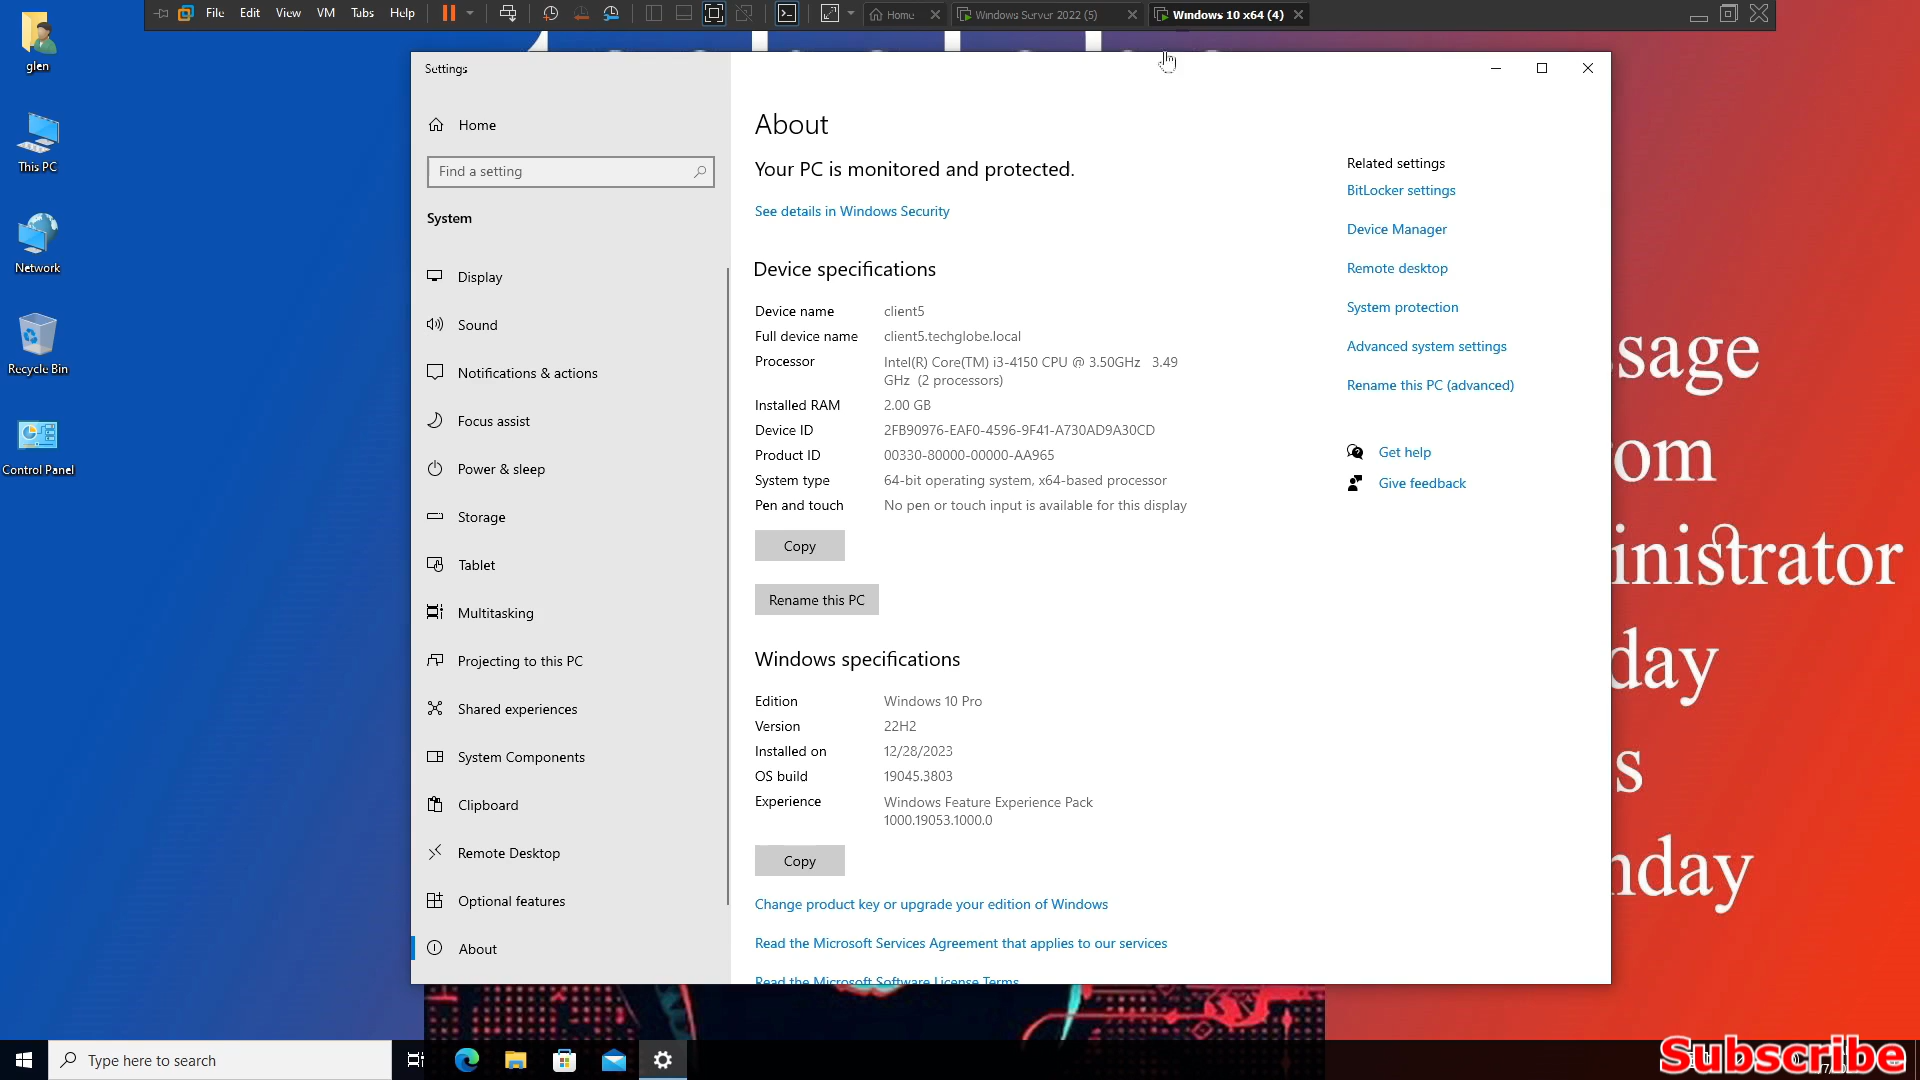 File Edit View VM Tabs Help
Home Windows Server 2022 (5) Windows 10 x64 (4)
glen
This PC
Network
Recycle Bin
Control Panel
Settings
Home
Find a setting
System
Display
Sound
Notifications & actions
Focus assist
Power & sleep
Storage
Tablet
Multitasking
Projecting to this PC
Shared experiences
System Components
Clipboard
Remote Desktop
Optional features
About
About
Your PC is monitored and protected.
See details in Windows Security
Device specifications
Device name client5
Full device name client5.techglobe.local
Processor Intel(R) Core(TM) i3-4150 CPU @ 3.50GHz 3.49
GHz (2 processors)
Installed RAM 2.00 GB
Device ID 2FB90976-EAF0-4596-9F41-A730AD9A30CD
Product ID 00330-80000-00000-AA965
System type 64-bit operating system, x64-based processor
Pen and touch No pen or touch input is available for this display
Copy
Rename this PC
Windows specifications
Edition Windows 10 Pro
Version 22H2
Installed on 12/28/2023
OS build 19045.3803
Experience Windows Feature Experience Pack
1000.19053.1000.0
Copy
Change product key or upgrade your edition of Windows
Read the Microsoft Services Agreement that applies to our services
Read the Microsoft Software License Terms
Related settings
BitLocker settings
Device Manager
Remote desktop
System protection
Advanced system settings
Rename this PC (advanced)
Get help
Give feedback
ssage
om
inistrator
day
s
nday
Type here to search
Subscribe